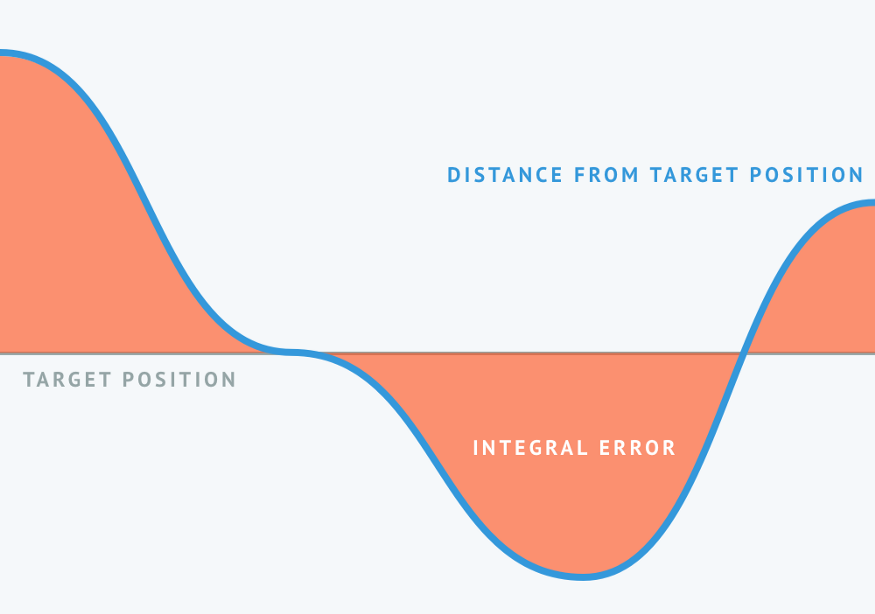 DISTANCE FROM TARGET POSITION
TARGET POSITION
INTEGRAL ERROR